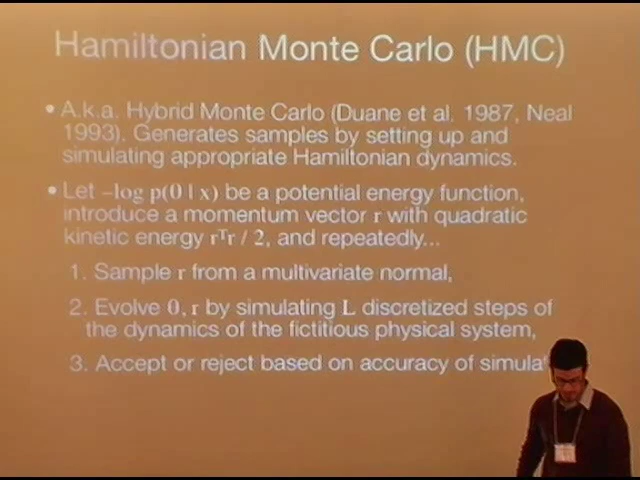 Hamiltonian Monte Carlo (HMC)
• A.k.a. Hybrid Monte Carlo (Duane et al. 1987, Neal
1993). Generates samples by setting up and
simulating appropriate Hamiltonian dynamics.
• Let –log p(θ | x) be a potential energy function,
introduce a momentum vector r with quadratic
kinetic energy rᵀr / 2, and repeatedly...
1. Sample r from a multivariate normal,
2. Evolve θ, r by simulating L discretized steps of
the dynamics of the fictitious physical system,
3. Accept or reject based on accuracy of